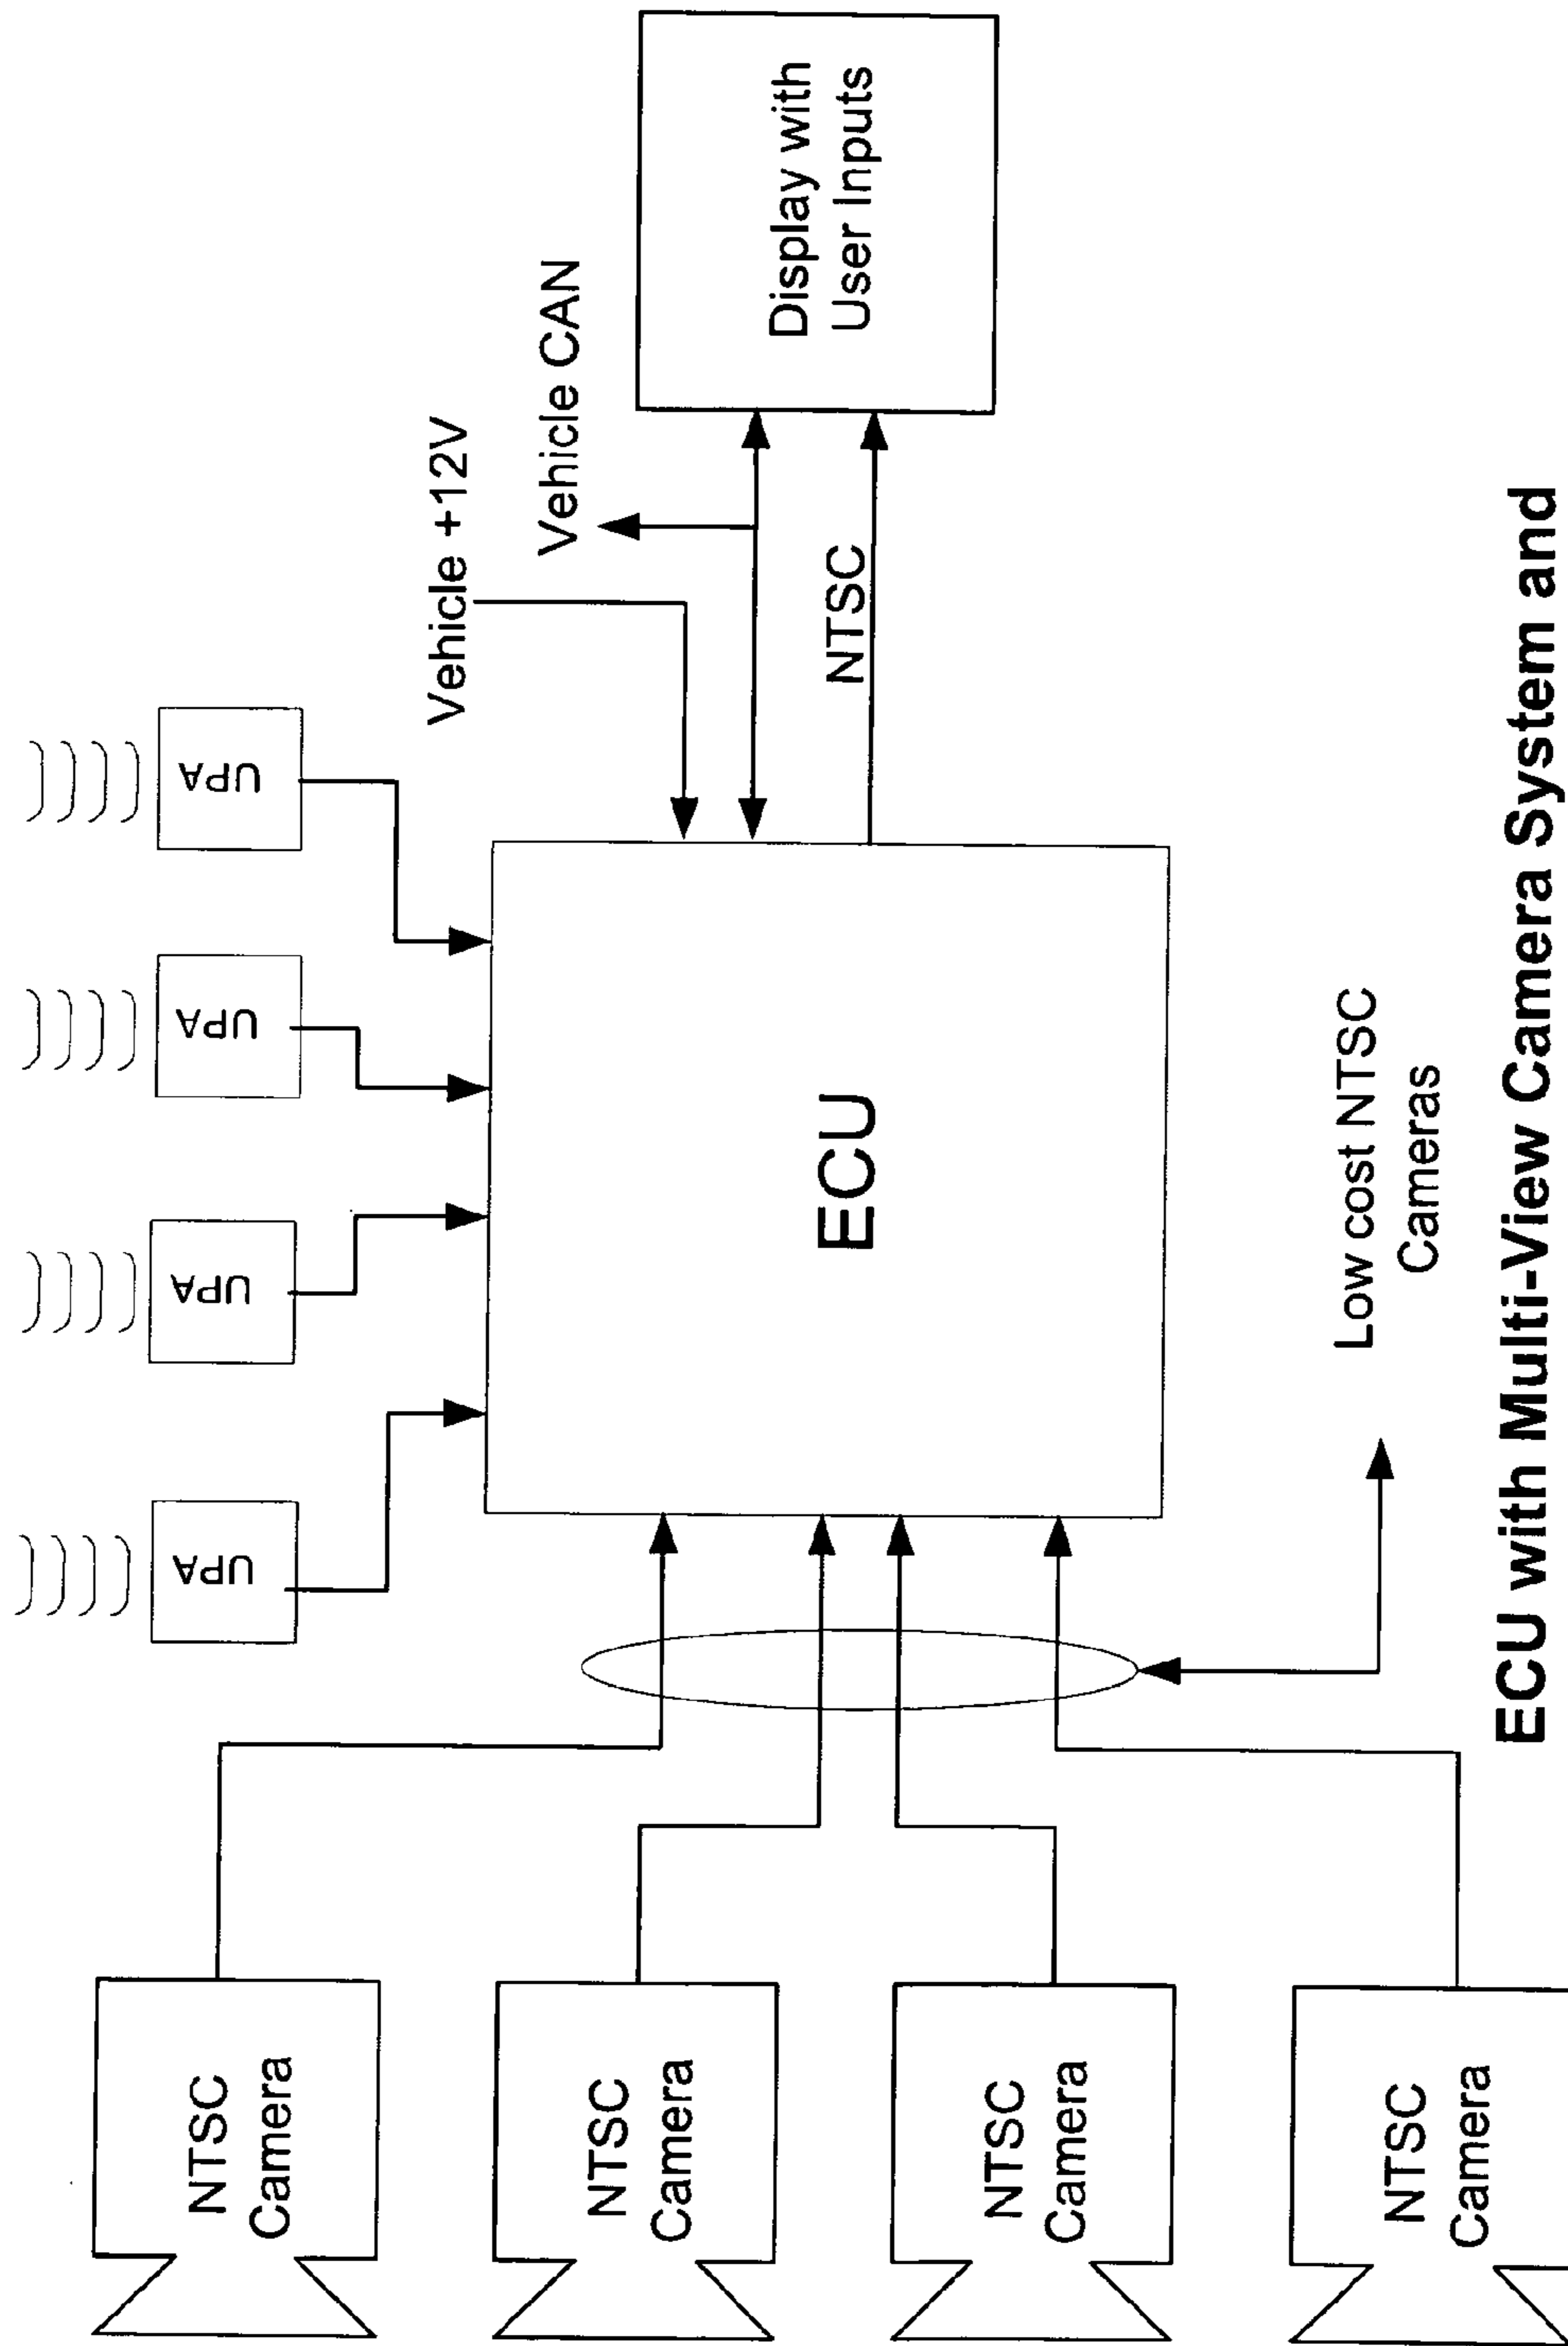 UPA
UPA
UPA
UPA
Vehicle +12V
Vehicle CAN
NTSC
Camera
NTSC
Camera
NTSC
Camera
NTSC
Camera
ECU
NTSC
Display with
User Inputs
Low cost NTSC
Cameras
ECU with Multi-View Camera System and